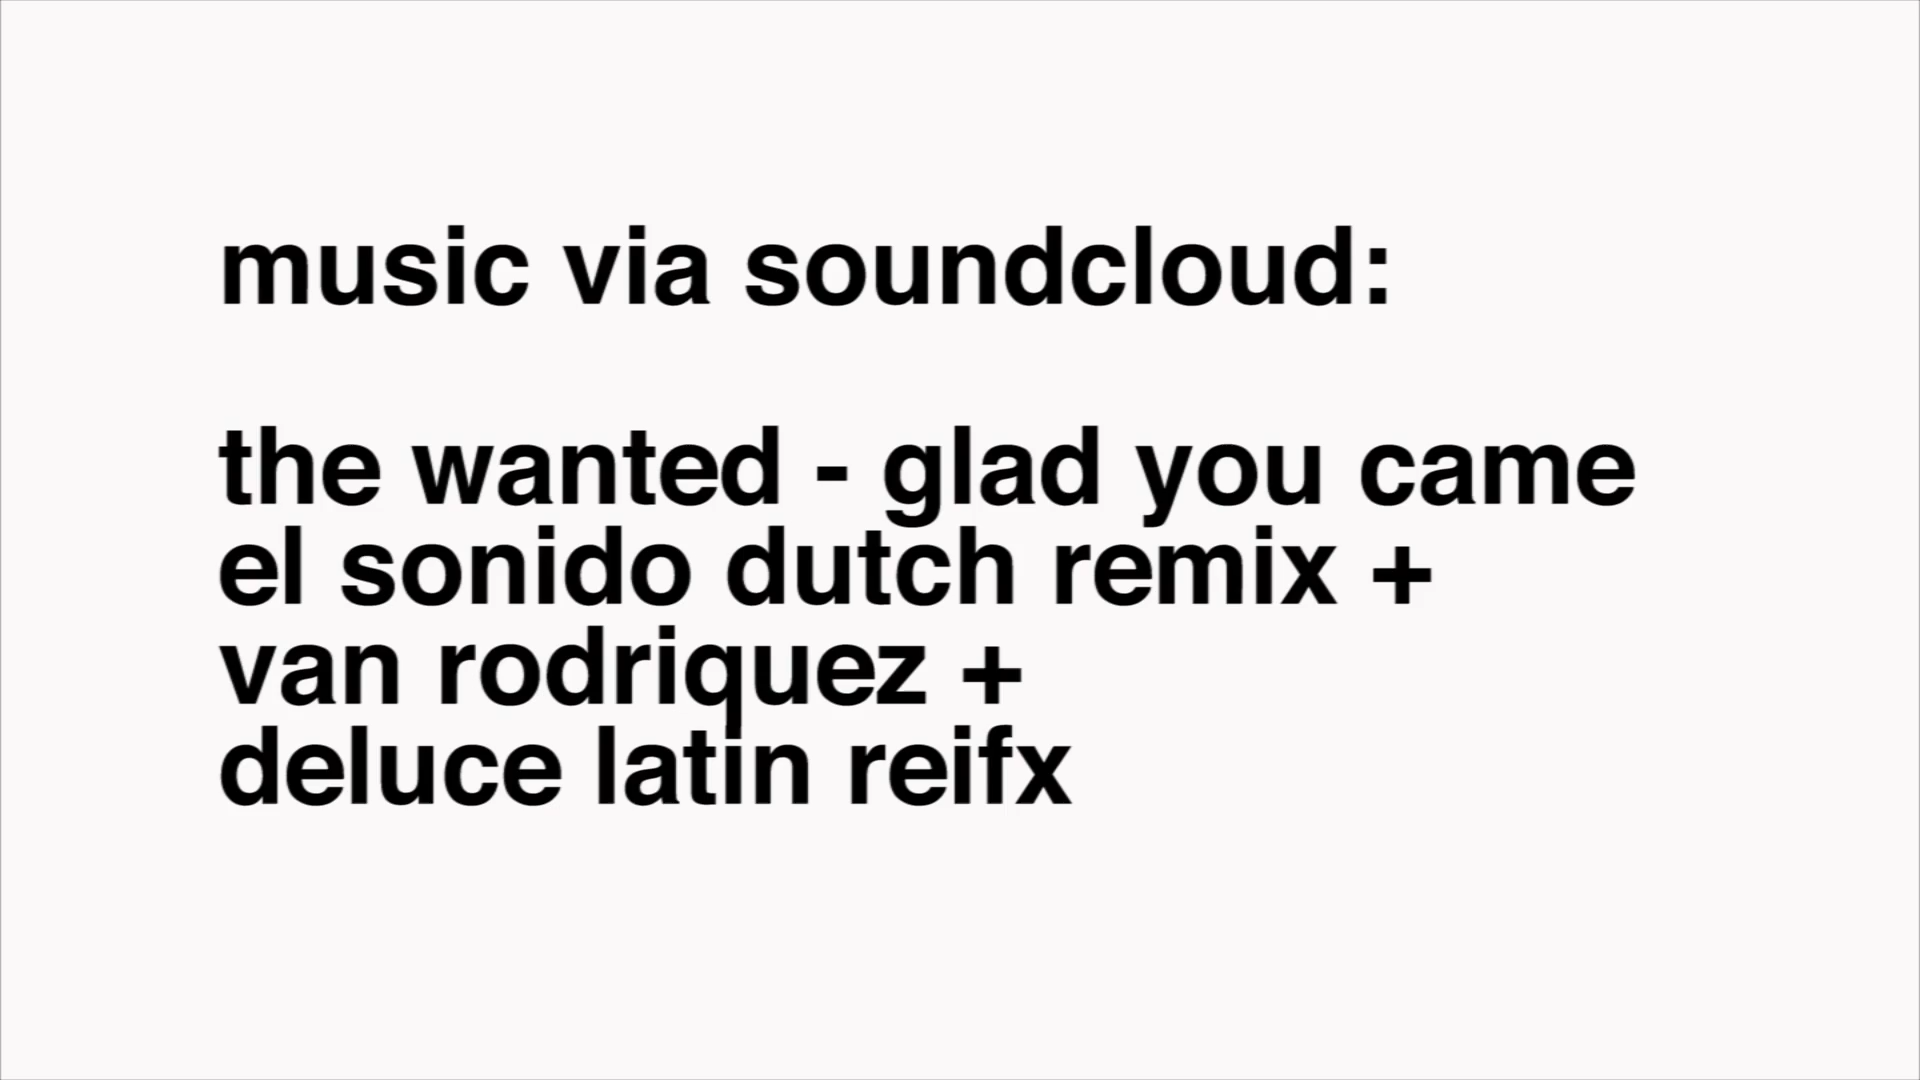 music via soundcloud:
the wanted - glad you came
el sonido dutch remix +
van rodriquez +
deluce latin reifx